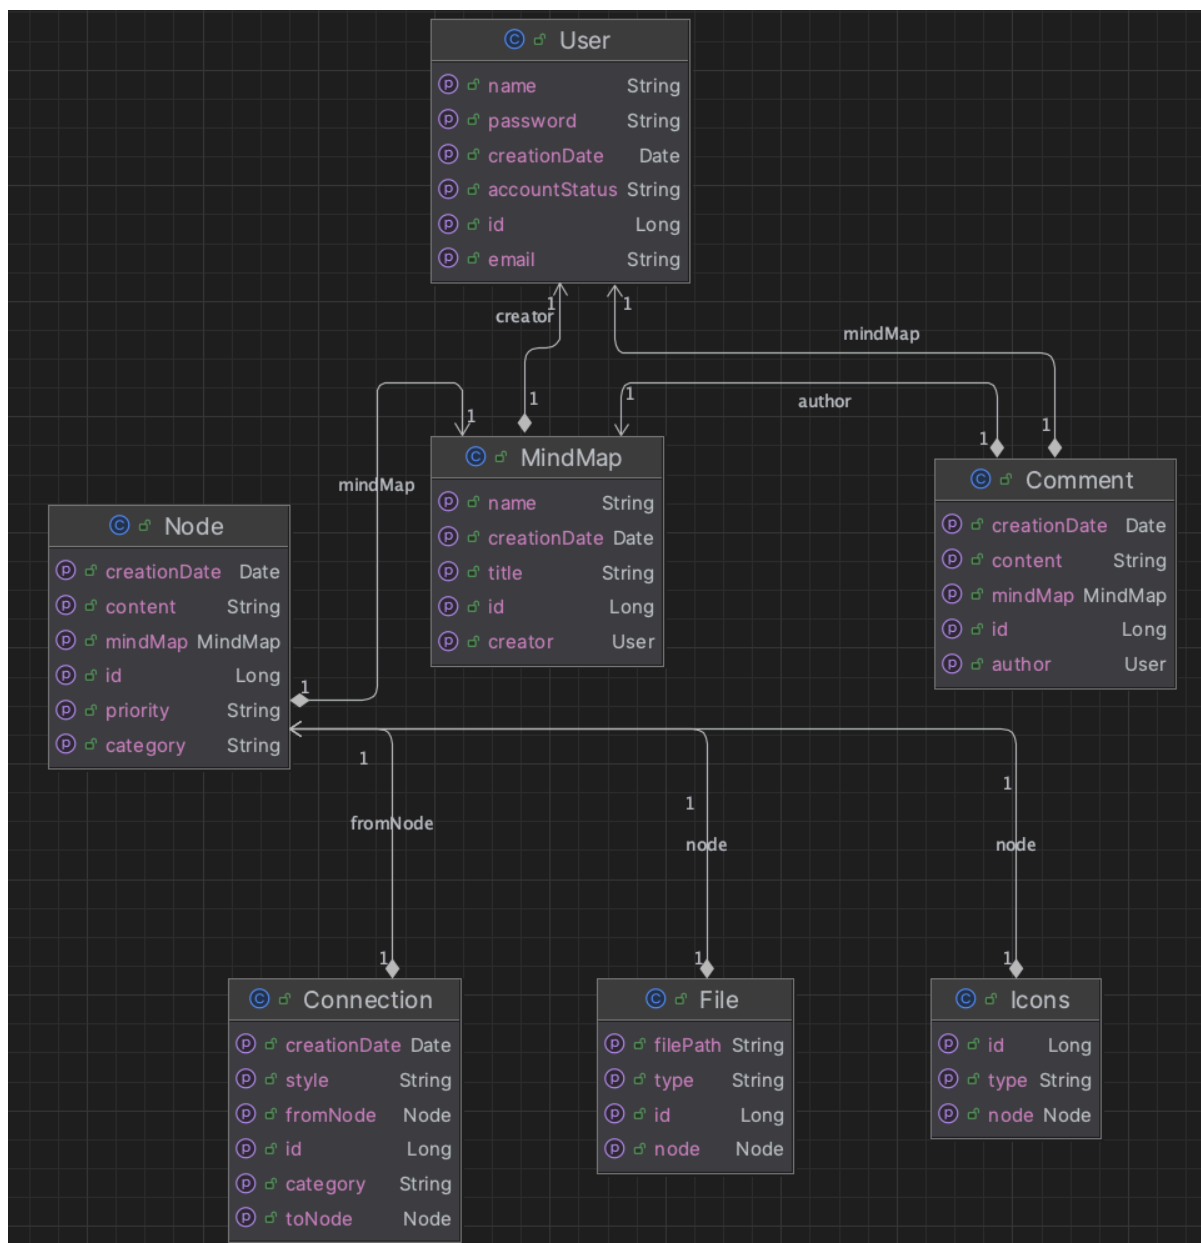 User
name String
password String
creationDate Date
accountStatus String
id Long
email String
1
1
creator
mindMap
1
1
author
1
1
1
1
mindMap
MindMap
name String
creationDate Date
title String
id Long
creator User
Comment
creationDate Date
content String
mindMap MindMap
id Long
author User
Node
creationDate Date
content String
mindMap MindMap
id Long
priority String
category String
1
1
1
1
fromNode
node
node
1
1
1
Connection
creationDate Date
style String
fromNode Node
id Long
category String
toNode Node
File
filePath String
type String
id Long
node Node
Icons
id Long
type String
node Node